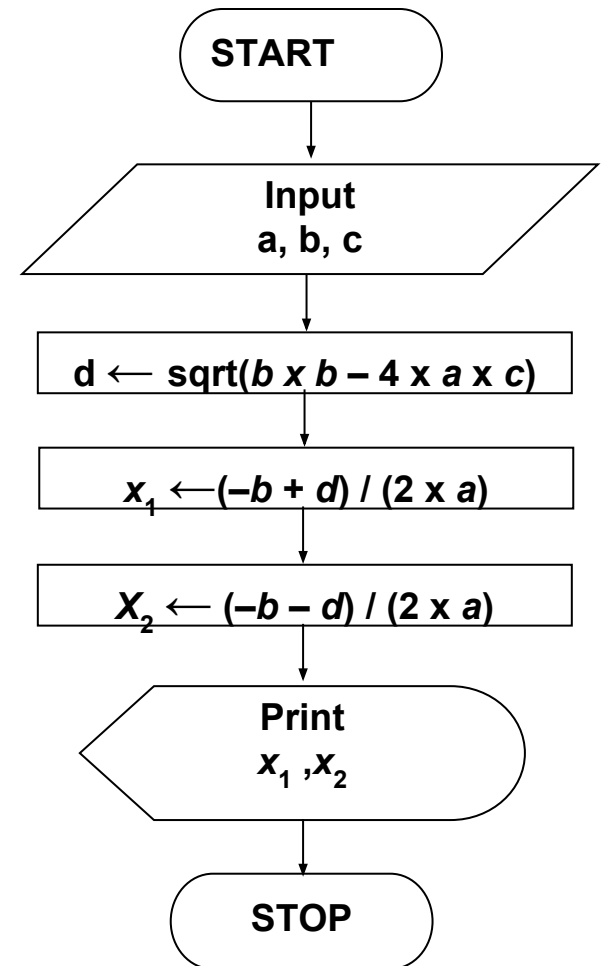 START
Input
a, b, c
d ← sqrt(b x b – 4 x a x c)
x₁ ←(–b + d) / (2 x a)
X₂ ← (–b – d) / (2 x a)
Print
x₁ ,x₂
STOP